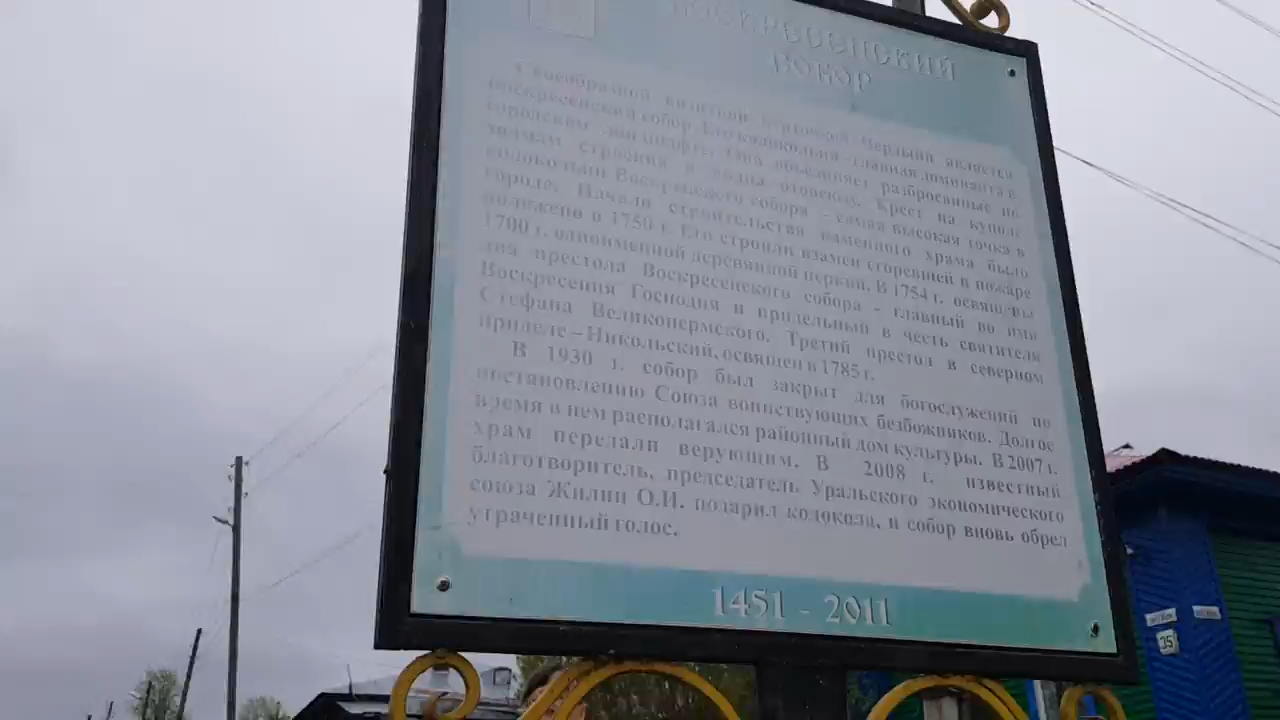 ВОСКРЕСЕНСКИЙ
СОБОР
Своеобразной визитной карточкой Чердыни является
Воскресенский собор. Его колокольня - главная доминанта в
городском ландшафте. Она объединяет разбросанные по
холмам строения и видна отовсюду. Крест на куполе
колокольни Воскресенского собора - самая высокая точка в
городе. Начало строительства каменного храма было
положено в 1750 г. Его строили взамен сгоревшей в пожаре
1700 г. одноименной деревянной церкви. В 1754 г. освящены
два престола Воскресенского собора - главный во имя
Воскресения Господня и придельный в честь святителя
Стефана Великопермского. Третий престол в северном
приделе – Никольский, освящен в 1785 г.
В 1930 г. собор был закрыт для богослужений по
постановлению Союза воинствующих безбожников. Долгое
время в нем располагался районный дом культуры. В 2007 г.
храм передали верующим. В 2008 г. известный
благотворитель, председатель Уральского экономического
союза Жилин О.И. подарил колокола, и собор вновь обрел
утраченный голос.
1451 - 2011
35